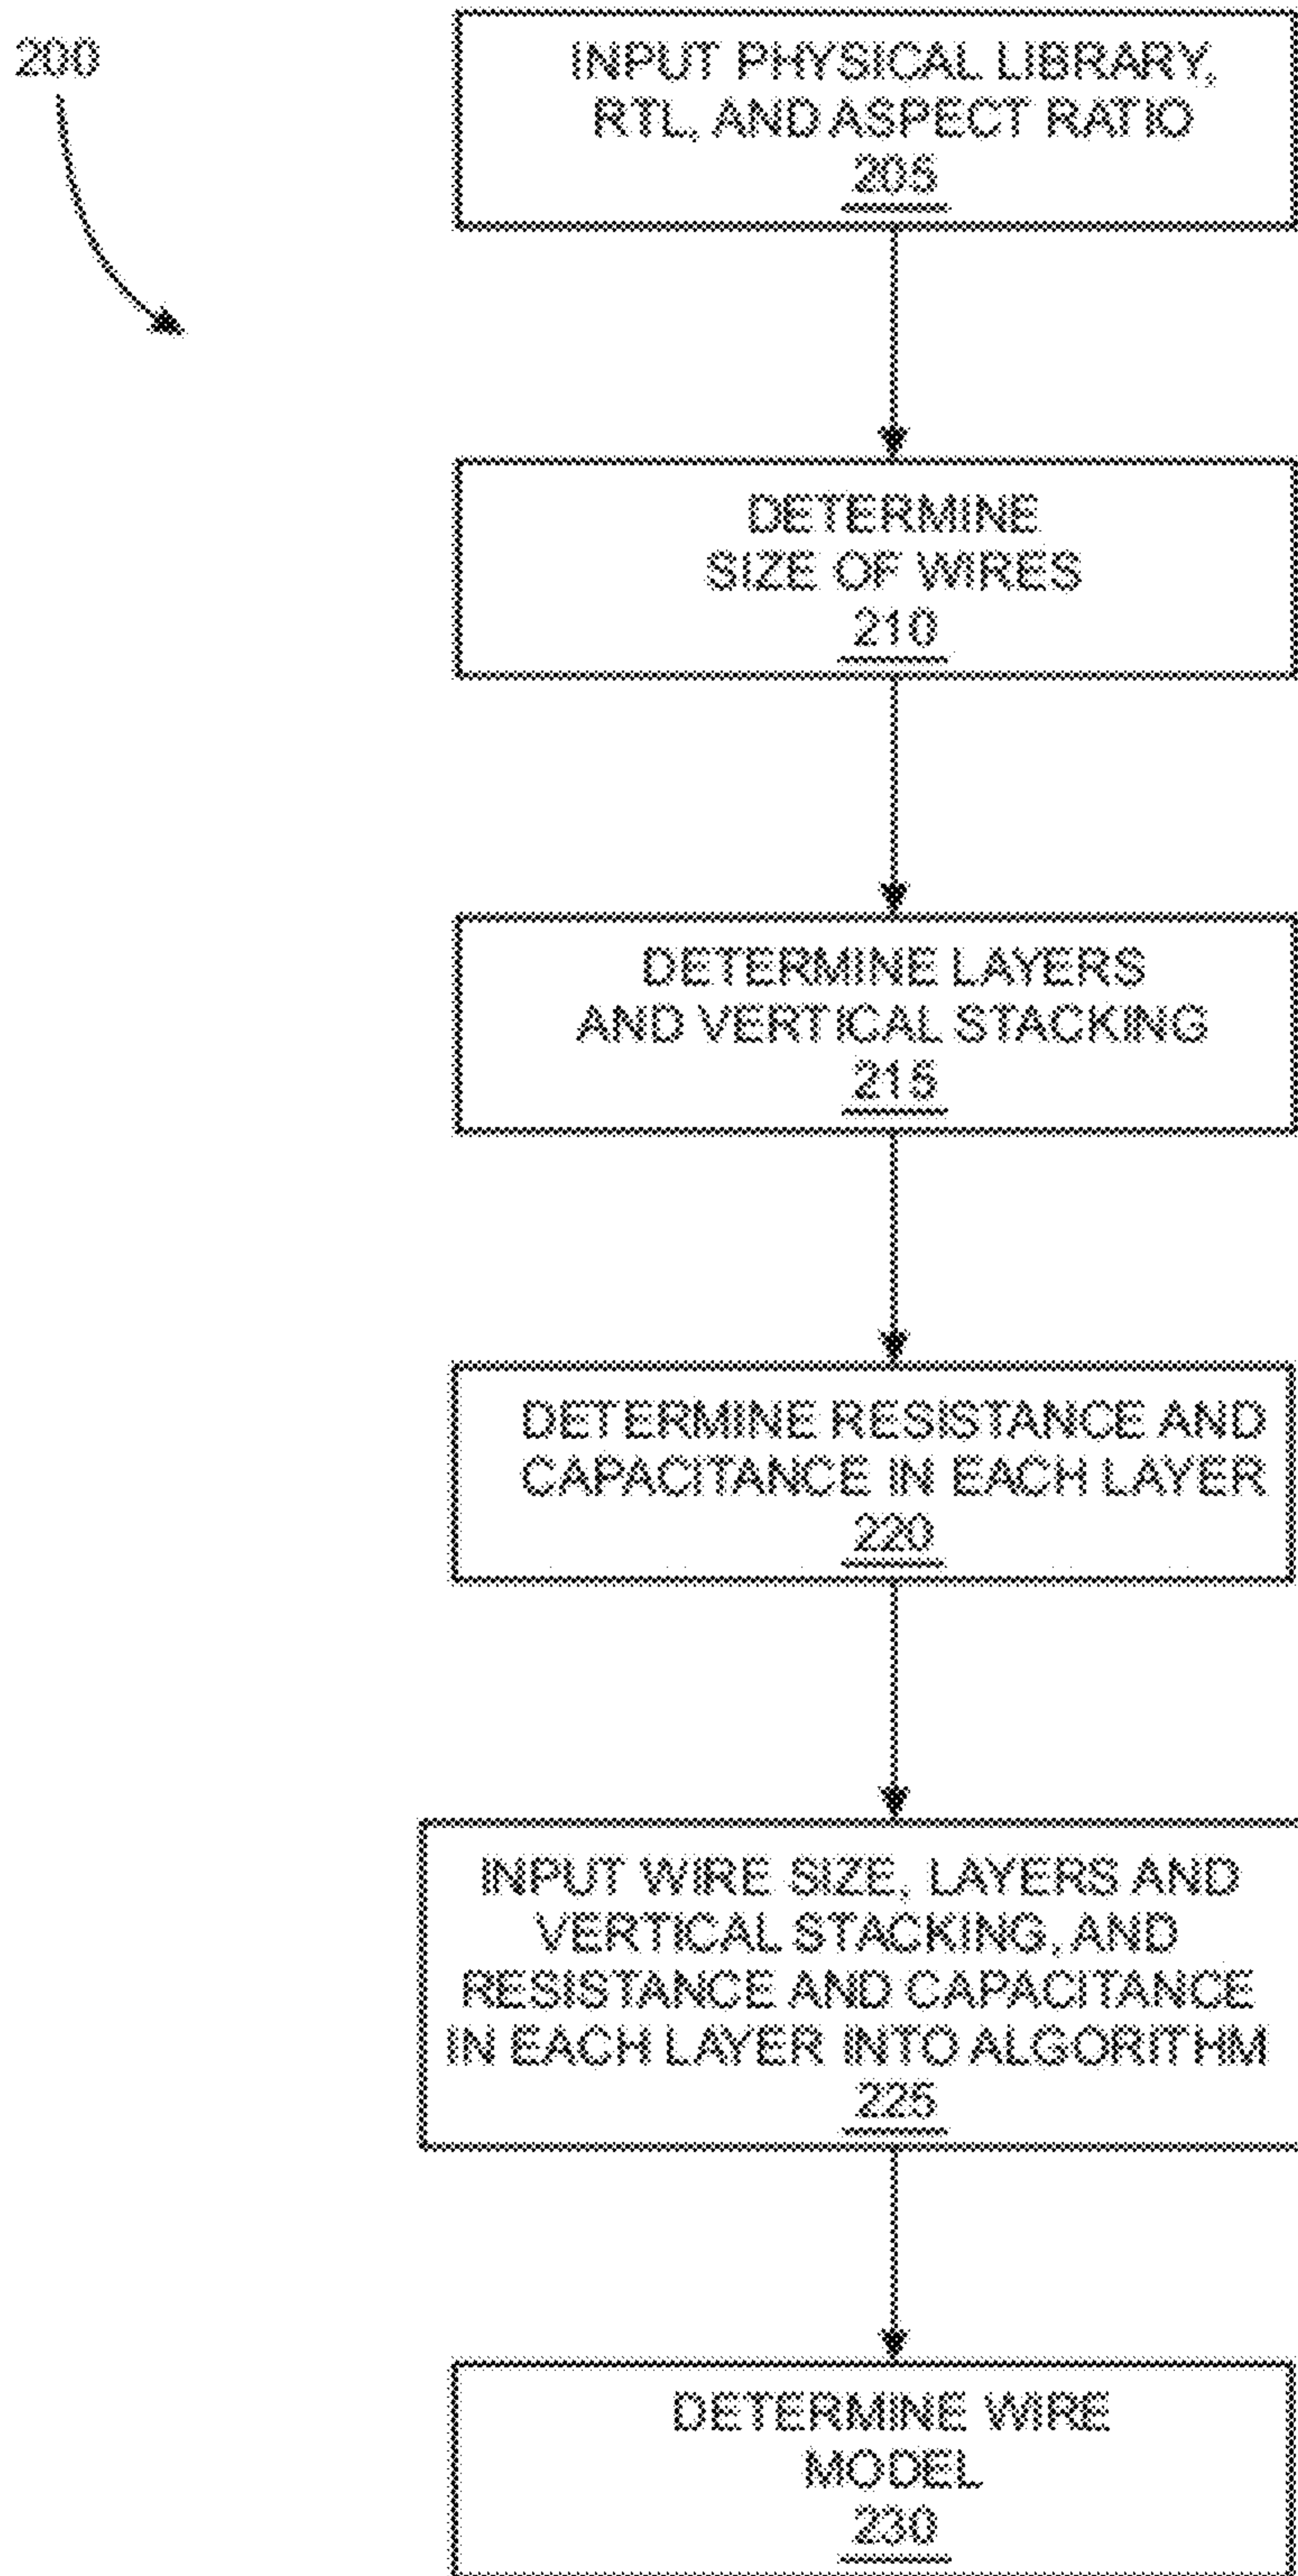 200
INPUT PHYSICAL LIBRARY,
RTL, AND ASPECT RATIO
205
DETERMINE
SIZE OF WIRES
210
DETERMINE LAYERS
AND VERTICAL STACKING
215
DETERMINE RESISTANCE AND
CAPACITANCE IN EACH LAYER
220
INPUT WIRE SIZE, LAYERS AND
VERTICAL STACKING, AND
RESISTANCE AND CAPACITANCE
IN EACH LAYER INTO ALGORITHM
225
DETERMINE WIRE
MODEL
230